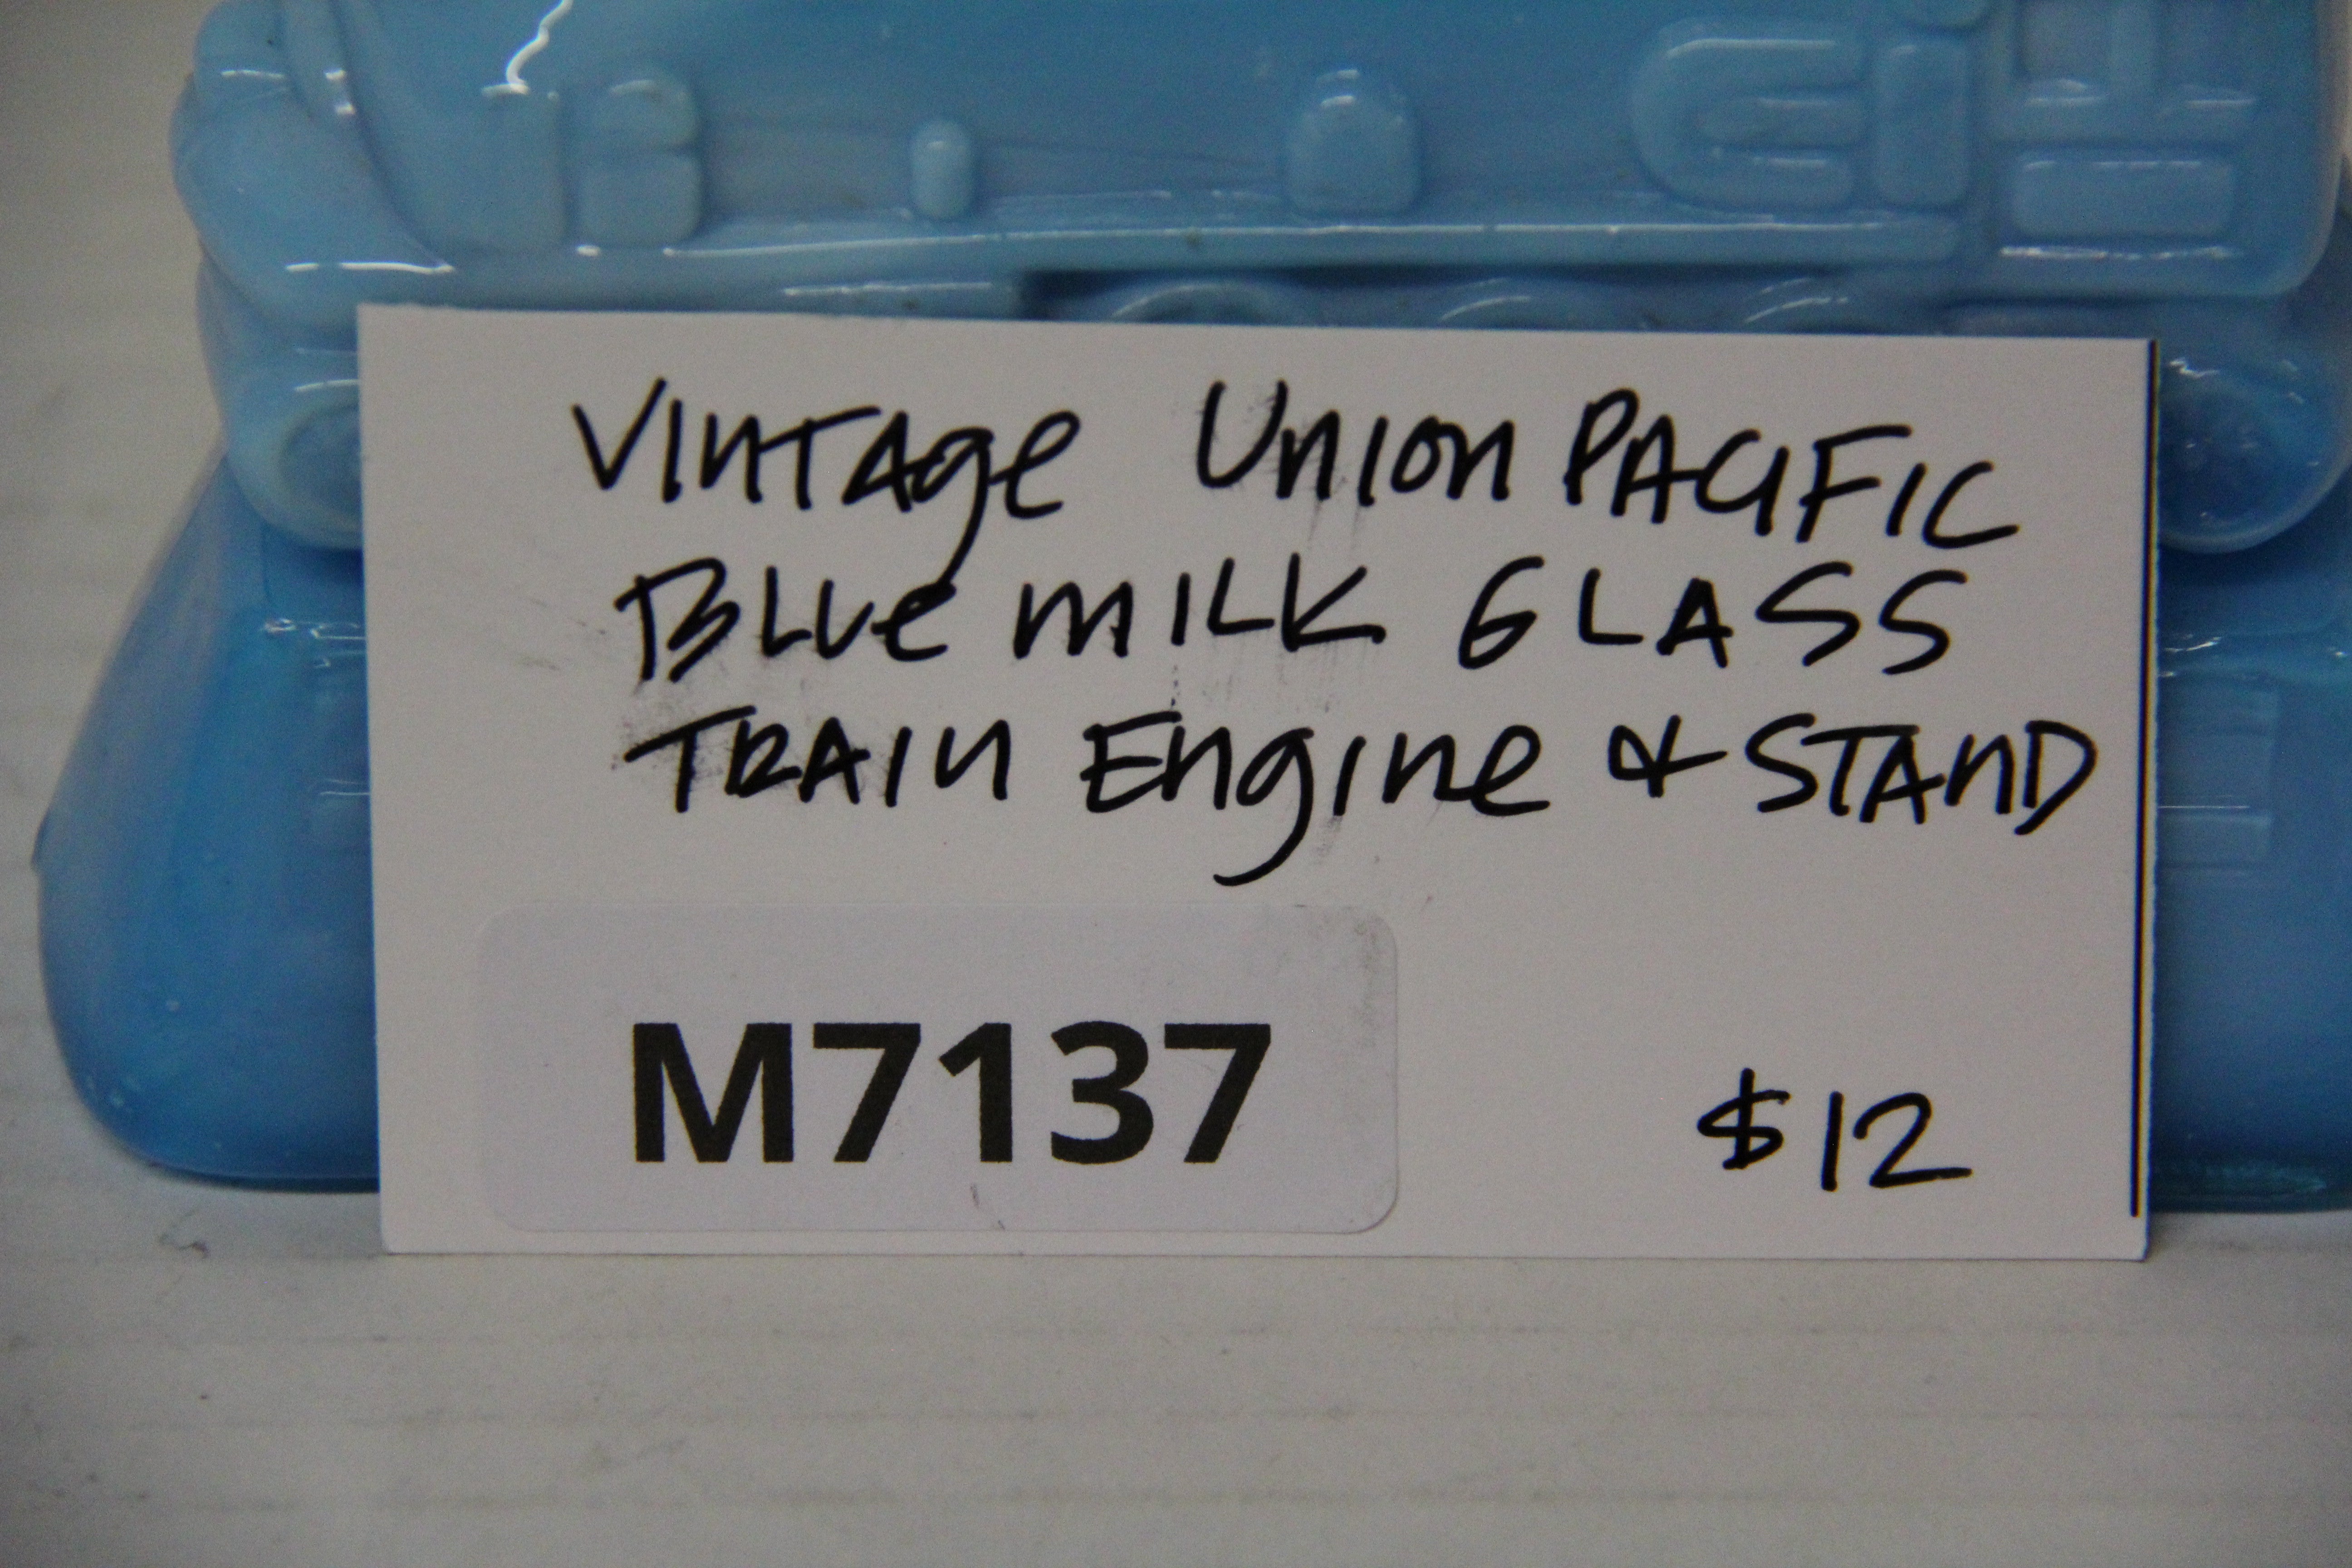 Vintage Union Pacific
Blue Milk Glass
Train Engine & Stand
M7137
$12